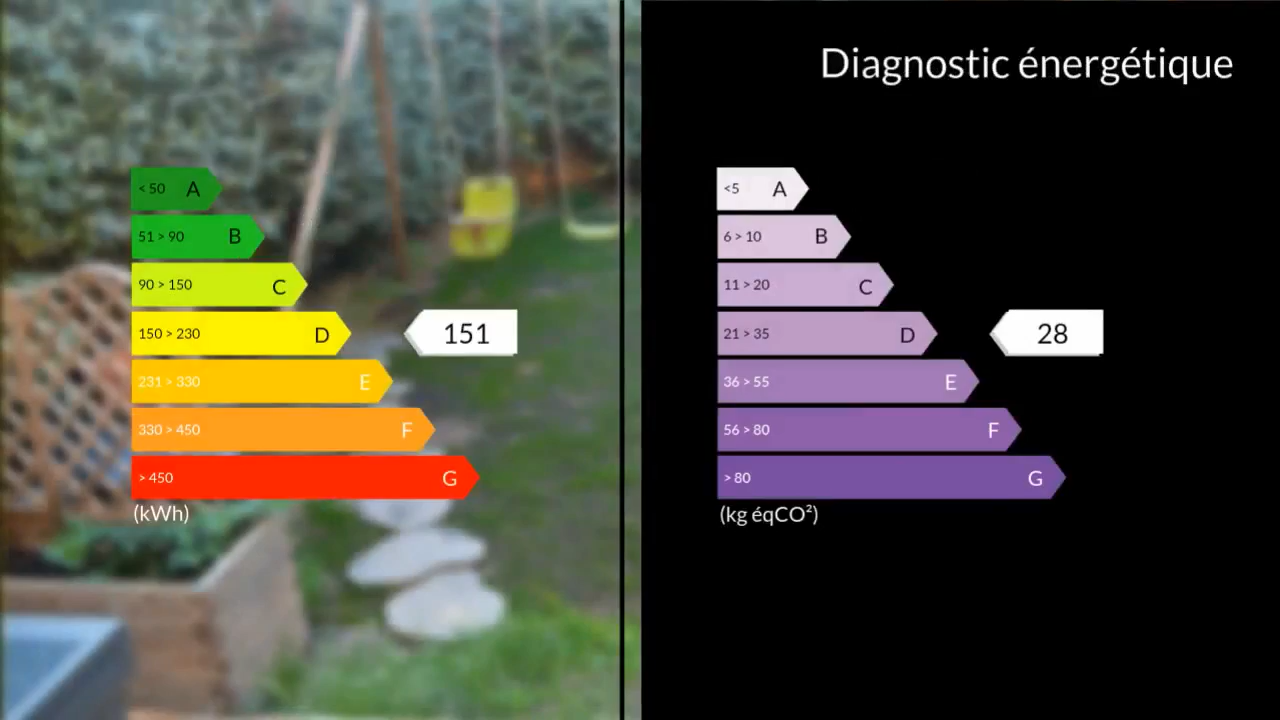 Diagnostic énergétique
< 50 A
51 > 90 B
90 > 150 C
150 > 230 D
151
231 > 330 E
330 > 450 F
> 450 G
(kWh)
<5 A
6 > 10 B
11 > 20 C
21 > 35 D
28
36 > 55 E
56 > 80 F
> 80 G
(kg éqCO²)